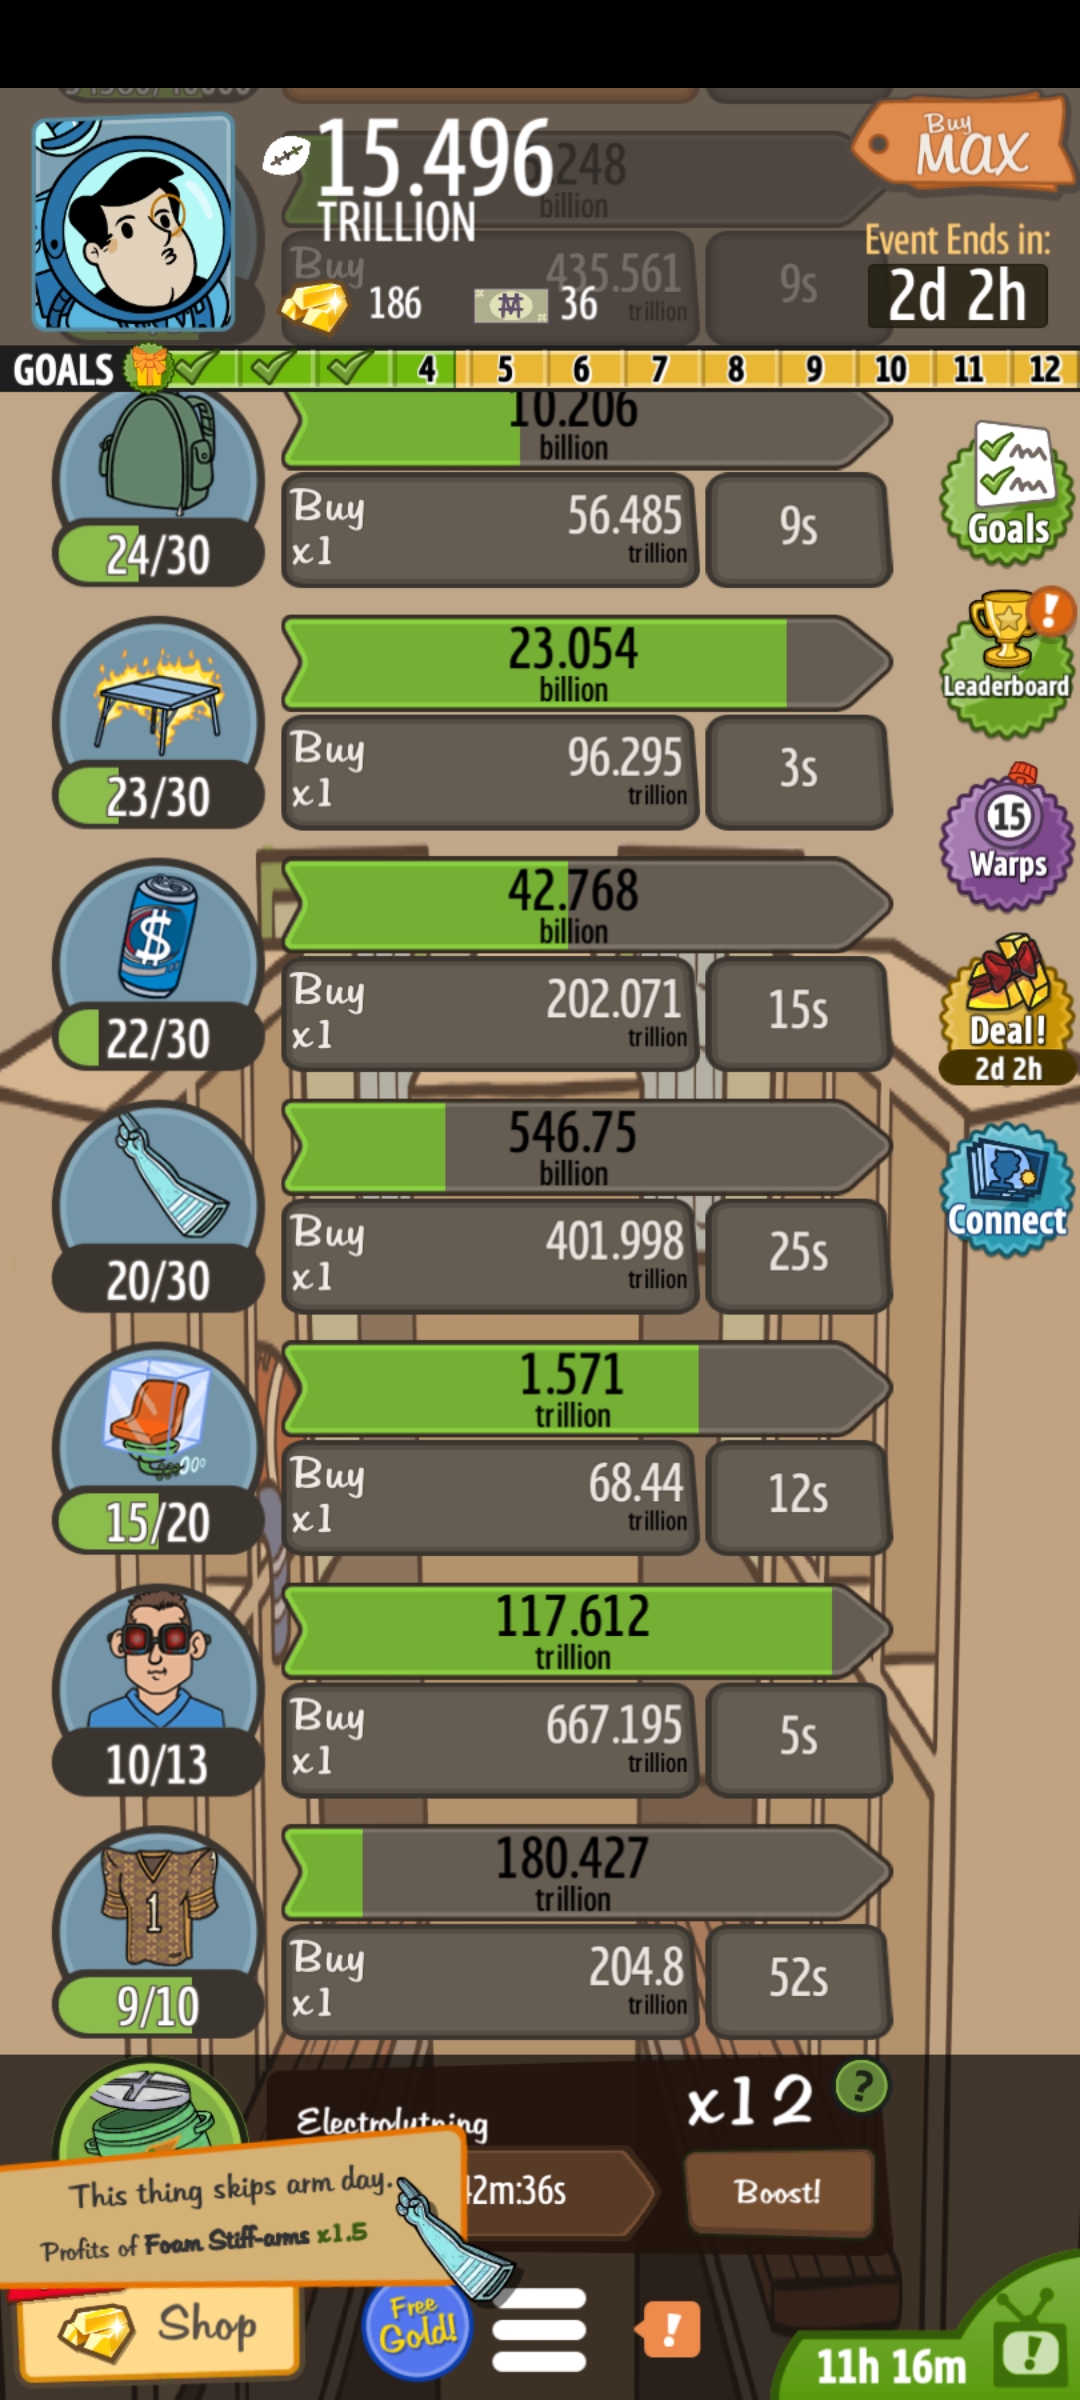 15.496
TRILLION
186
36
Buy
MAX
Event Ends in:
2d 2h
248
billion
Buy
435.561
trillion
9s
GOALS
4 5 6 7 8 9 10 11 12
10.206
billion
24/30
Buy
x1
56.485
trillion
9s
Goals
23.054
billion
23/30
Buy
x1
96.295
trillion
3s
!
Leaderboard
15
Warps
42.768
billion
$
22/30
Buy
x1
202.071
trillion
15s
Deal!
2d 2h
546.75
billion
20/30
Buy
x1
401.998
trillion
25s
Connect
1.571
trillion
15/20
Buy
x1
68.44
trillion
12s
117.612
trillion
10/13
Buy
x1
667.195
trillion
5s
180.427
trillion
1
9/10
Buy
x1
204.8
trillion
52s
x12
?
42m:36s
Boost!
This thing skips arm day.
Profits of Foam Stiff-arms x1.5
Shop
Free
Gold!
!
11h 16m
!